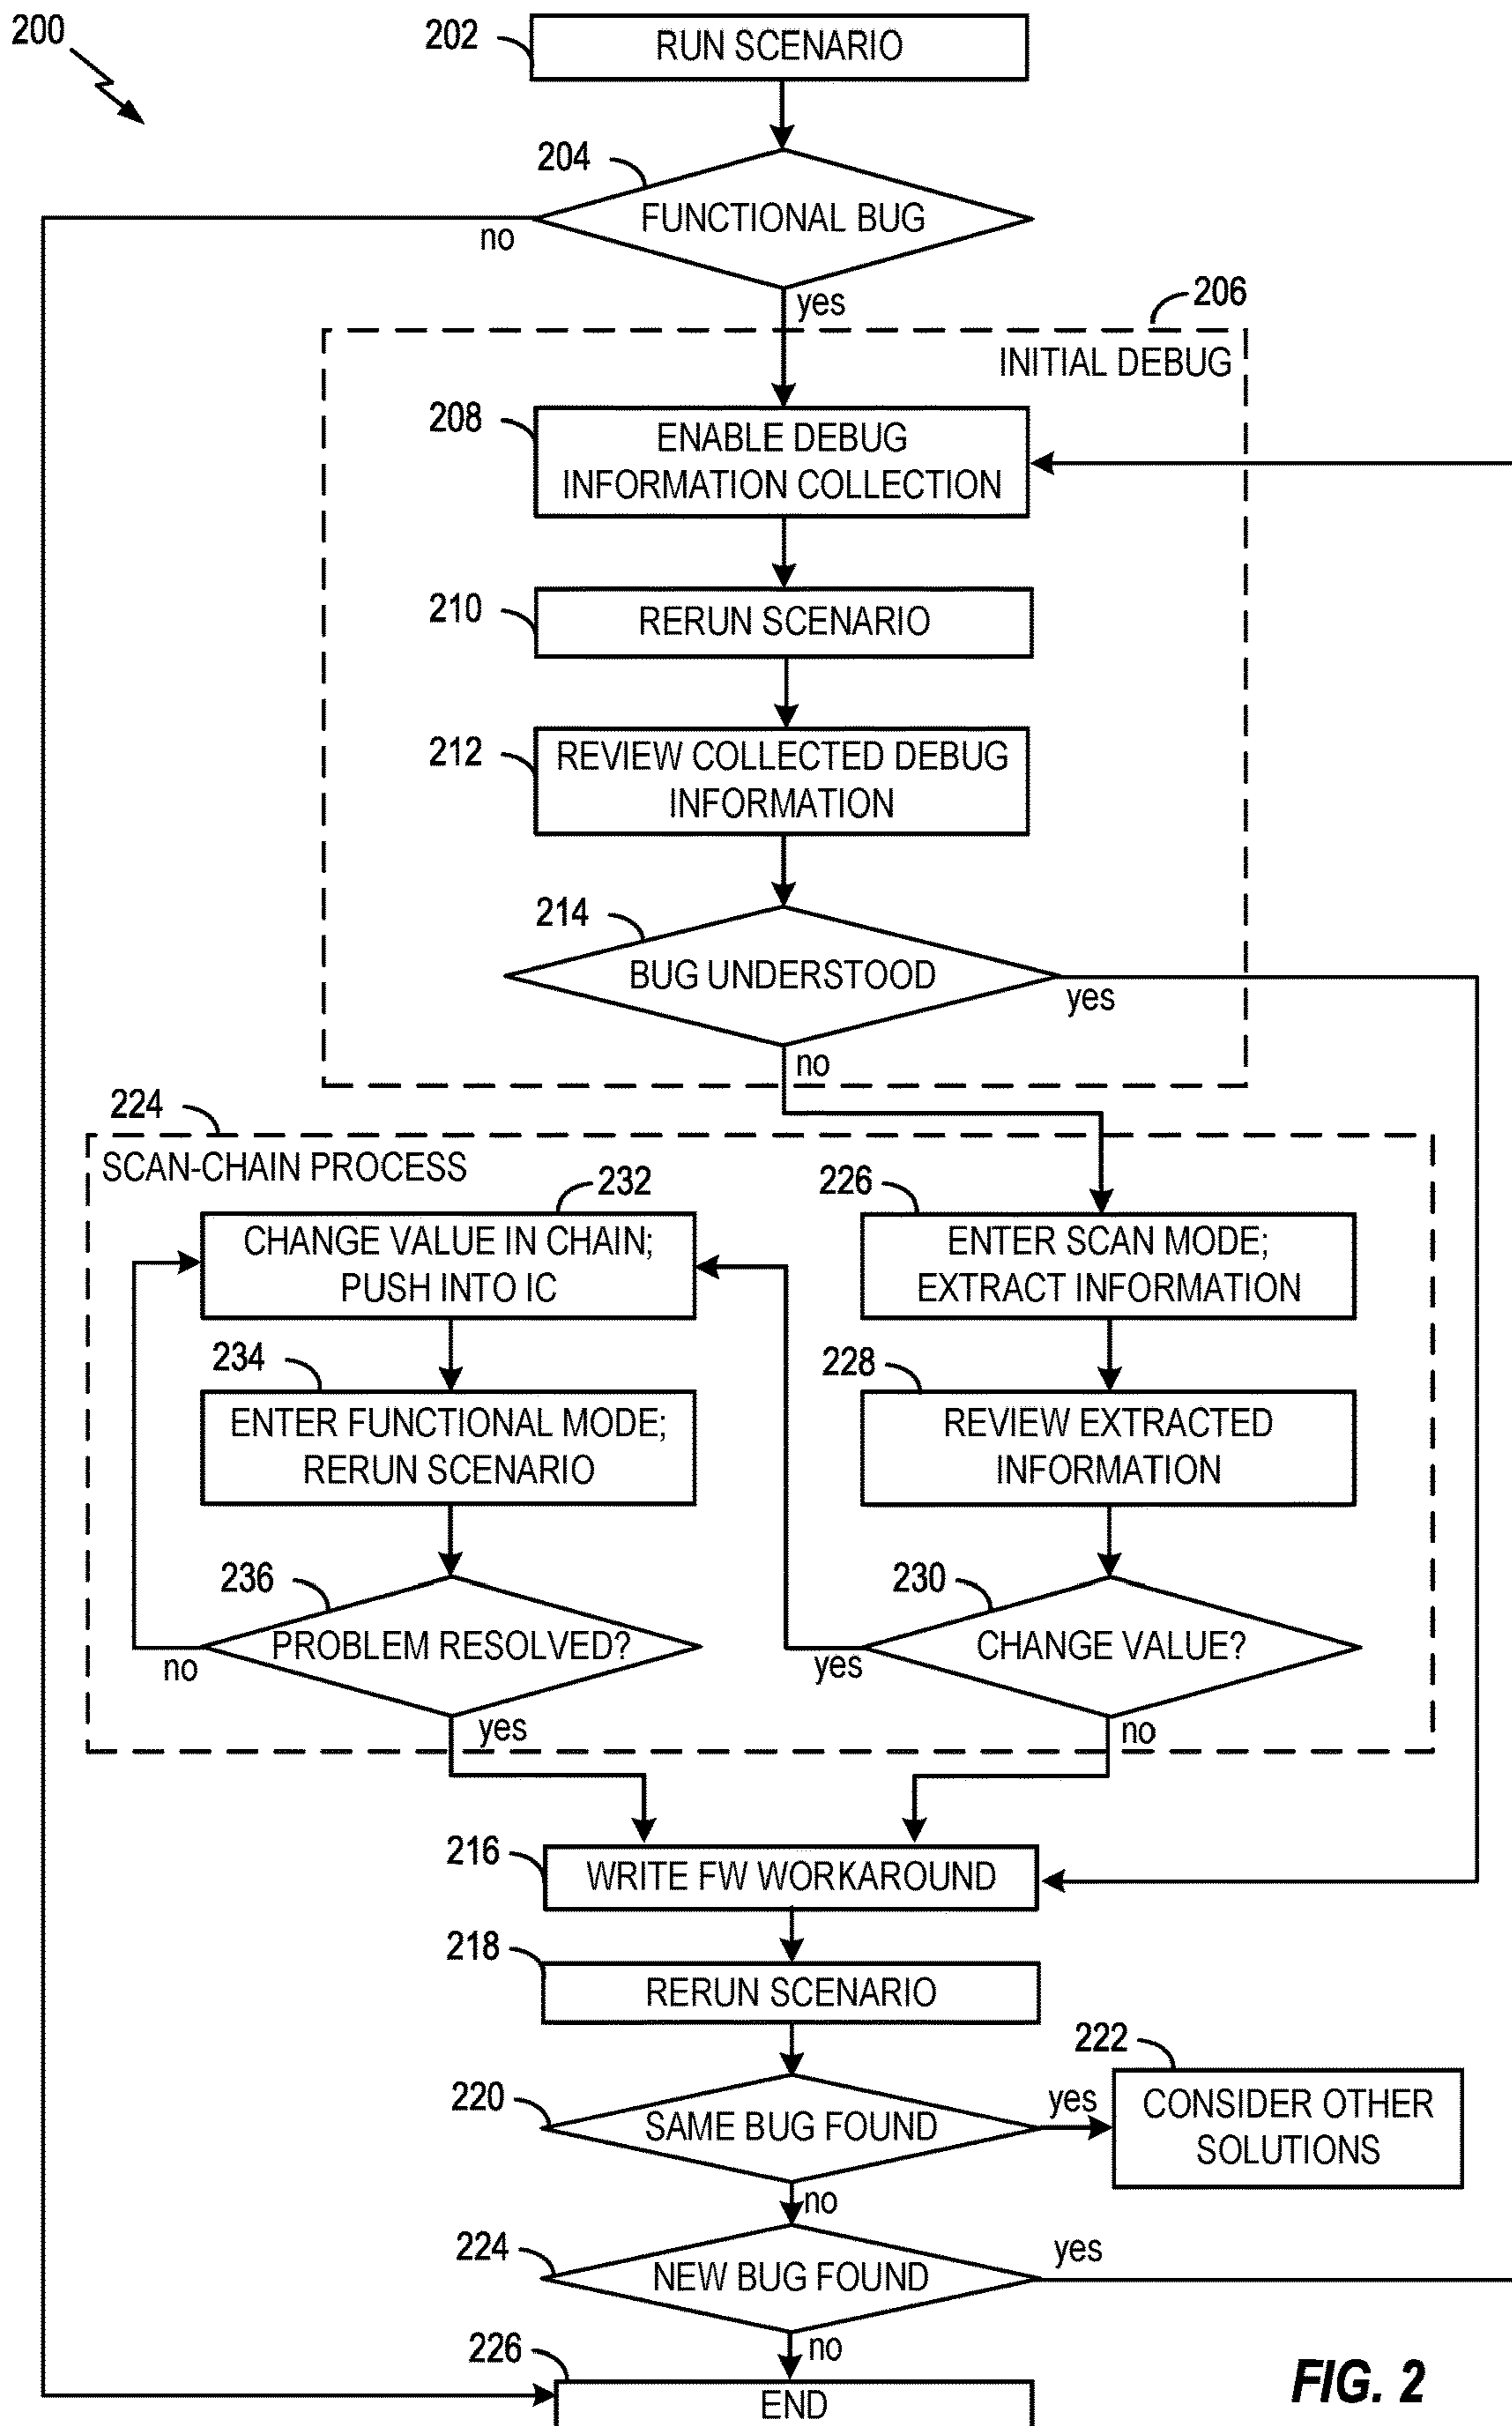 200
202
RUN SCENARIO
204
FUNCTIONAL BUG
no
yes
206
INITIAL DEBUG
208
ENABLE DEBUG
INFORMATION COLLECTION
210
RERUN SCENARIO
212
REVIEW COLLECTED DEBUG
INFORMATION
214
BUG UNDERSTOOD
yes
no
224
SCAN-CHAIN PROCESS
232
CHANGE VALUE IN CHAIN;
PUSH INTO IC
226
ENTER SCAN MODE;
EXTRACT INFORMATION
234
ENTER FUNCTIONAL MODE;
RERUN SCENARIO
228
REVIEW EXTRACTED
INFORMATION
236
PROBLEM RESOLVED?
no
yes
230
CHANGE VALUE?
yes
no
216
WRITE FW WORKAROUND
218
RERUN SCENARIO
220
SAME BUG FOUND
yes
222
CONSIDER OTHER
SOLUTIONS
no
224
NEW BUG FOUND
yes
no
226
END
FIG. 2